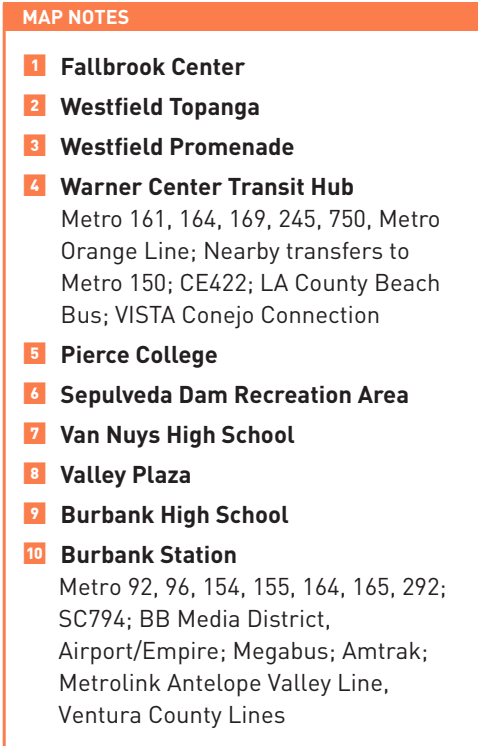 MAP NOTES
1 Fallbrook Center
2 Westfield Topanga
3 Westfield Promenade
4 Warner Center Transit Hub
Metro 161, 164, 169, 245, 750, Metro
Orange Line; Nearby transfers to
Metro 150; CE422; LA County Beach
Bus; VISTA Conejo Connection
5 Pierce College
6 Sepulveda Dam Recreation Area
7 Van Nuys High School
8 Valley Plaza
9 Burbank High School
10 Burbank Station
Metro 92, 96, 154, 155, 164, 165, 292;
SC794; BB Media District,
Airport/Empire; Megabus; Amtrak;
Metrolink Antelope Valley Line,
Ventura County Lines